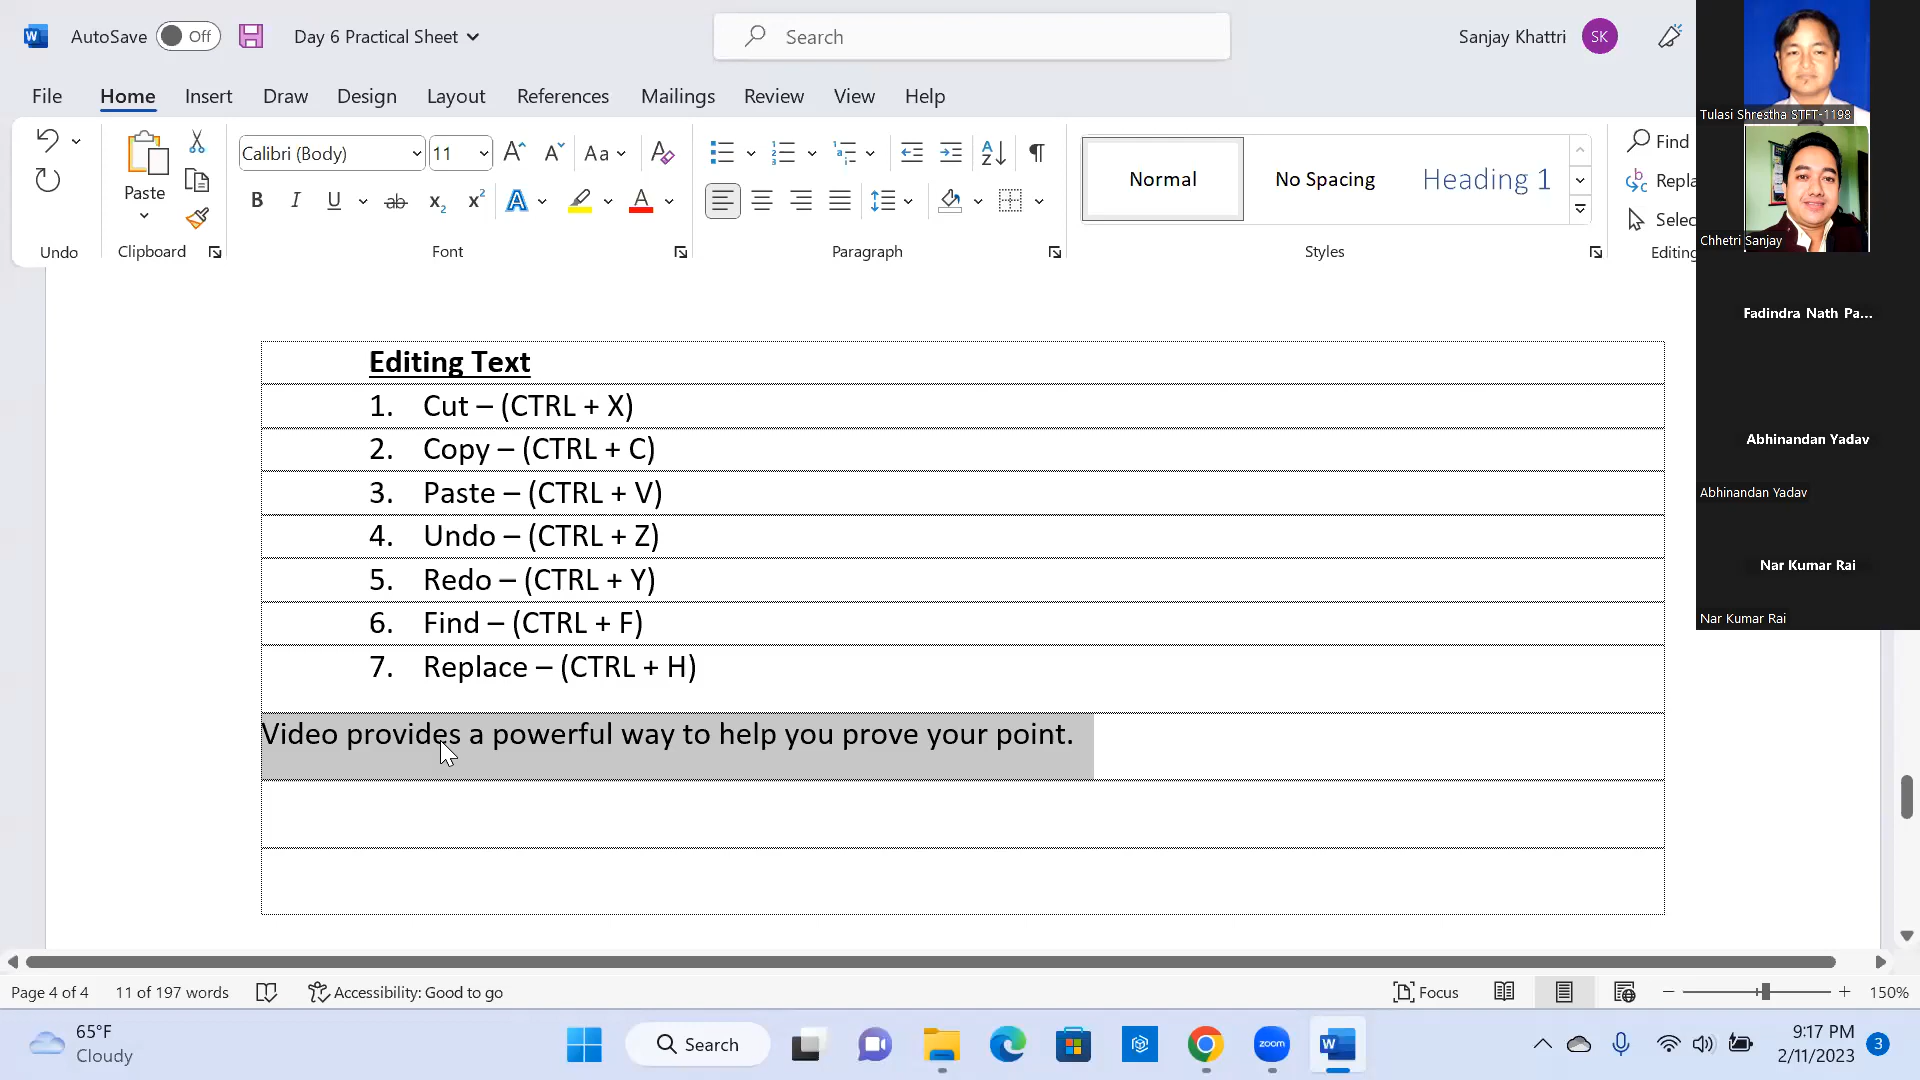 AutoSave Off Day 6 Practical Sheet Search Sanjay Khattri SK
File Home Insert Draw Design Layout References Mailings Review View Help
Calibri (Body) 11 Aa
Paste
Normal No Spacing Heading 1
Find
Repla
Selec
Undo Clipboard Font Paragraph Styles Editing
Tulasi Shrestha STFT-1198
Chhetri Sanjay
Fadindra Nath Pa...
Abhinandan Yadav
Abhinandan Yadav
Nar Kumar Rai
Nar Kumar Rai
Editing Text
1. Cut – (CTRL + X)
2. Copy – (CTRL + C)
3. Paste – (CTRL + V)
4. Undo – (CTRL + Z)
5. Redo – (CTRL + Y)
6. Find – (CTRL + F)
7. Replace – (CTRL + H)
Video provides a powerful way to help you prove your point.
Page 4 of 4 11 of 197 words Accessibility: Good to go Focus 150%
65°F
Cloudy
Search
zoom
9:17 PM
2/11/2023
3